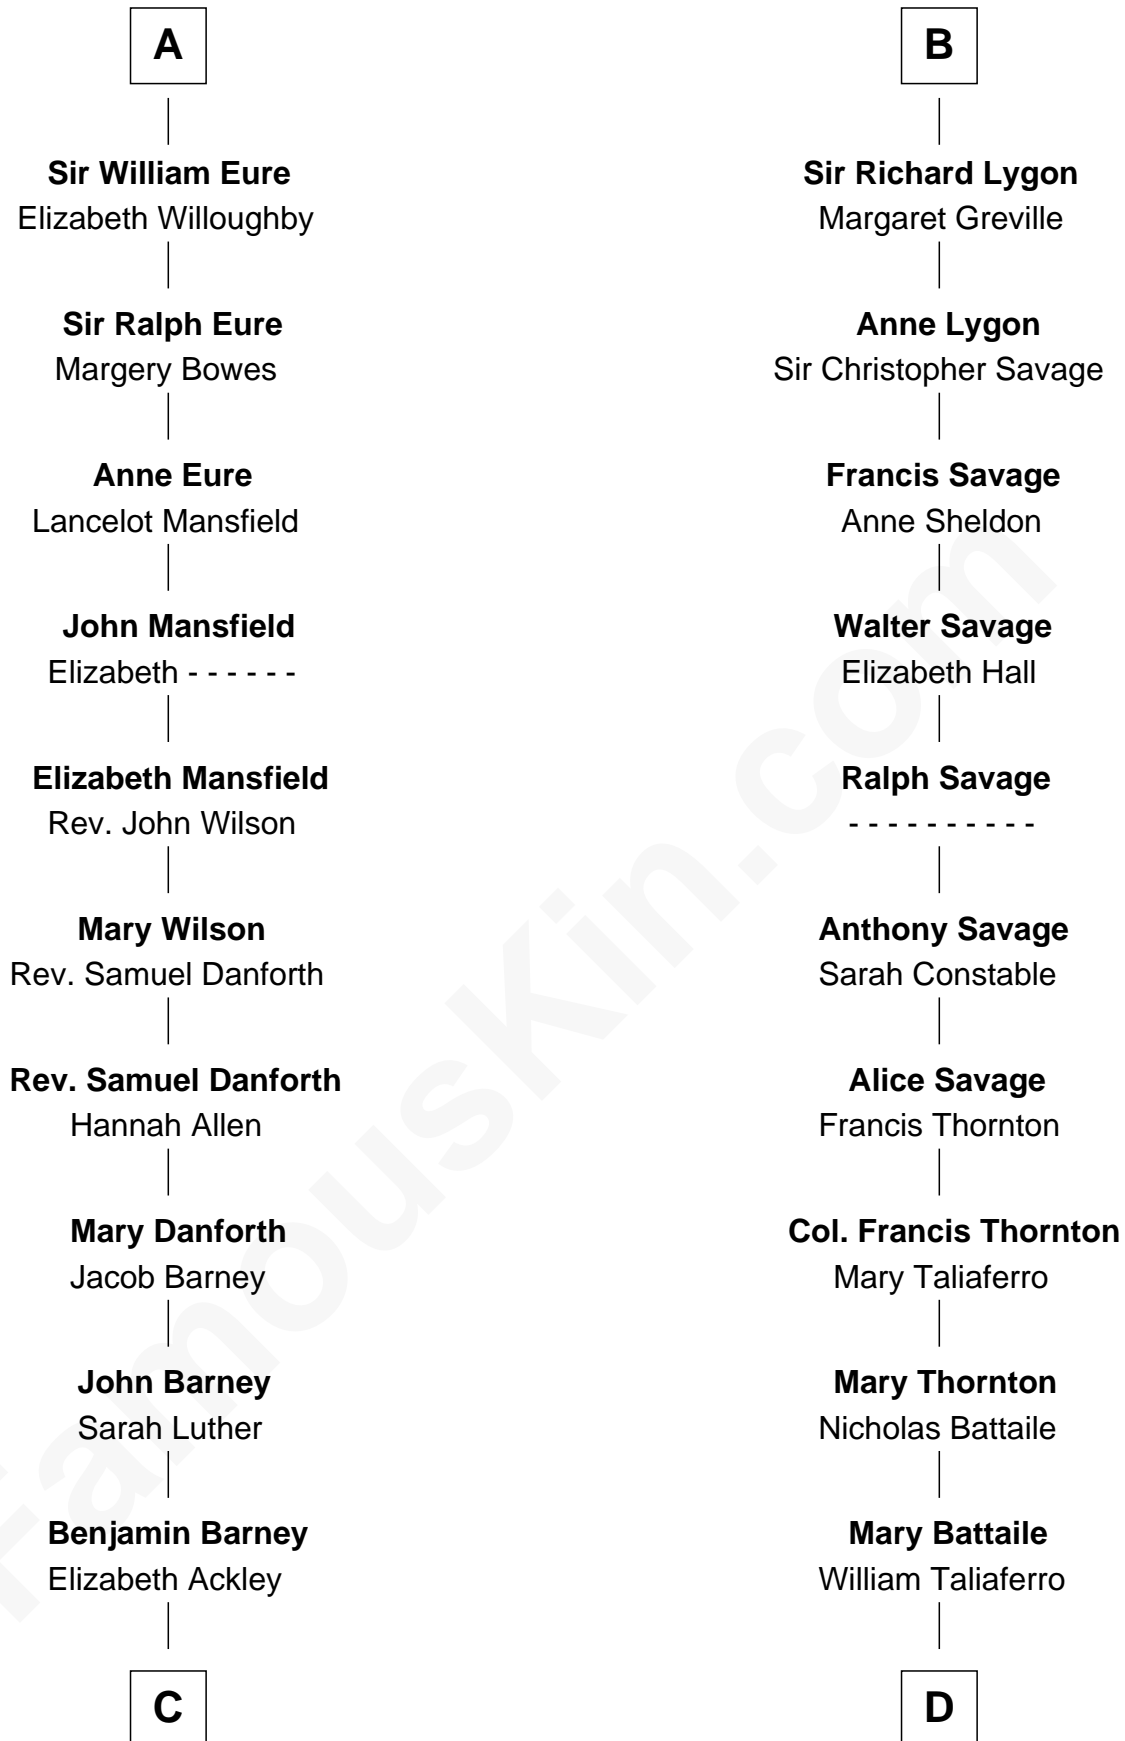 A
Sir William Eure
Elizabeth Willoughby
Sir Ralph Eure
Margery Bowes
Anne Eure
Lancelot Mansfield
John Mansfield
Elizabeth - - - - - -
Elizabeth Mansfield
Rev. John Wilson
Mary Wilson
Rev. Samuel Danforth
Rev. Samuel Danforth
Hannah Allen
Mary Danforth
Jacob Barney
John Barney
Sarah Luther
Benjamin Barney
Elizabeth Ackley
C
B
Sir Richard Lygon
Margaret Greville
Anne Lygon
Sir Christopher Savage
Francis Savage
Anne Sheldon
Walter Savage
Elizabeth Hall
Ralph Savage
- - - - - - - - - -
Anthony Savage
Sarah Constable
Alice Savage
Francis Thornton
Col. Francis Thornton
Mary Taliaferro
Mary Thornton
Nicholas Battaile
Mary Battaile
William Taliaferro
D
FamousKin.com